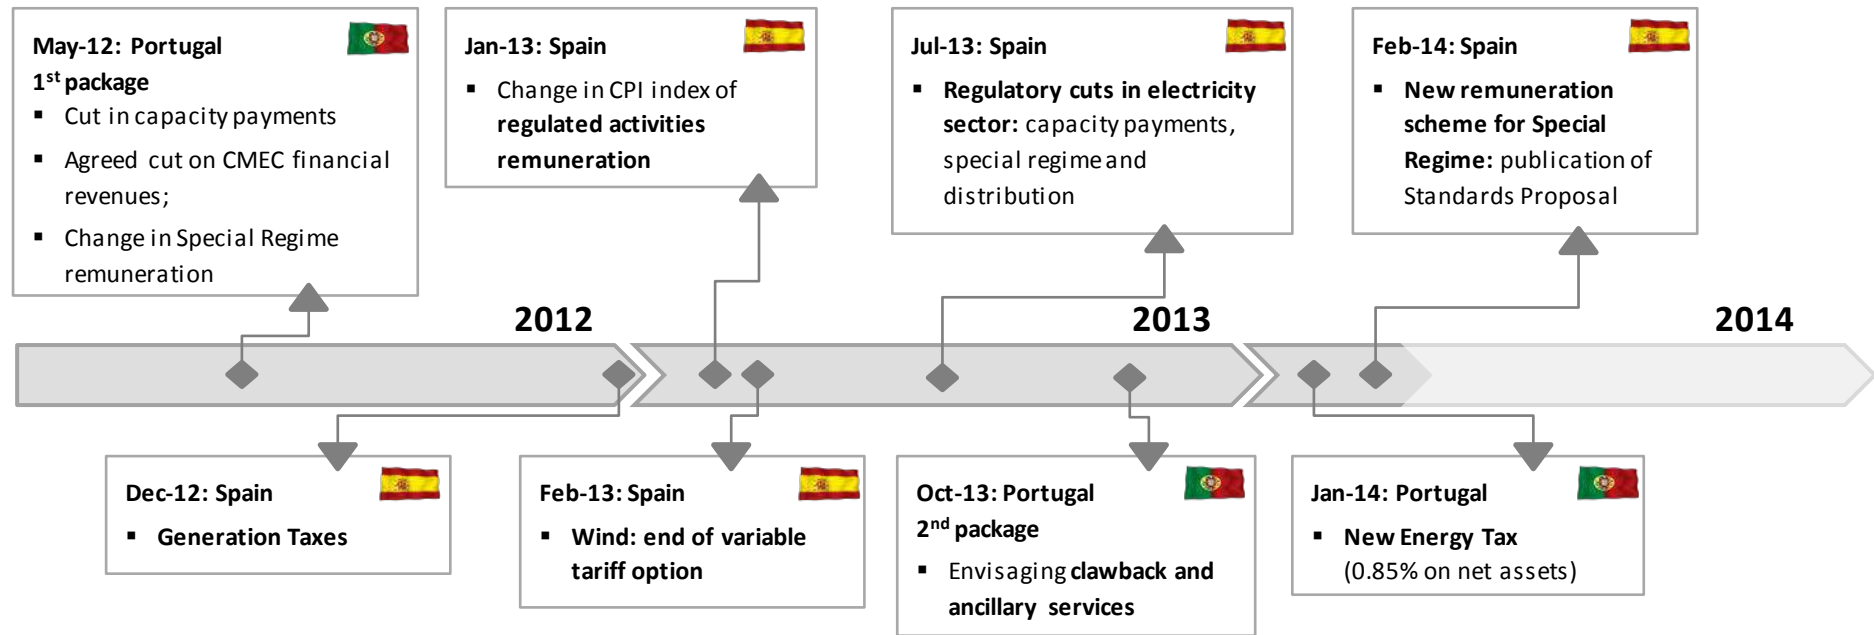 May-12: Portugal
1st package
▪ Cut in capacity payments
▪ Agreed cut on CMEC financial
revenues;
▪ Change in Special Regime
remuneration
Jan-13: Spain
▪ Change in CPI index of
regulated activities
remuneration
Jul-13: Spain
▪ Regulatory cuts in electricity
sector: capacity payments,
special regime and
distribution
Feb-14: Spain
▪ New remuneration
scheme for Special
Regime: publication of
Standards Proposal
2012
2013
2014
Dec-12: Spain
▪ Generation Taxes
Feb-13: Spain
▪ Wind: end of variable
tariff option
Oct-13: Portugal
2nd package
▪ Envisaging clawback and
ancillary services
Jan-14: Portugal
▪ New Energy Tax
(0.85% on net assets)